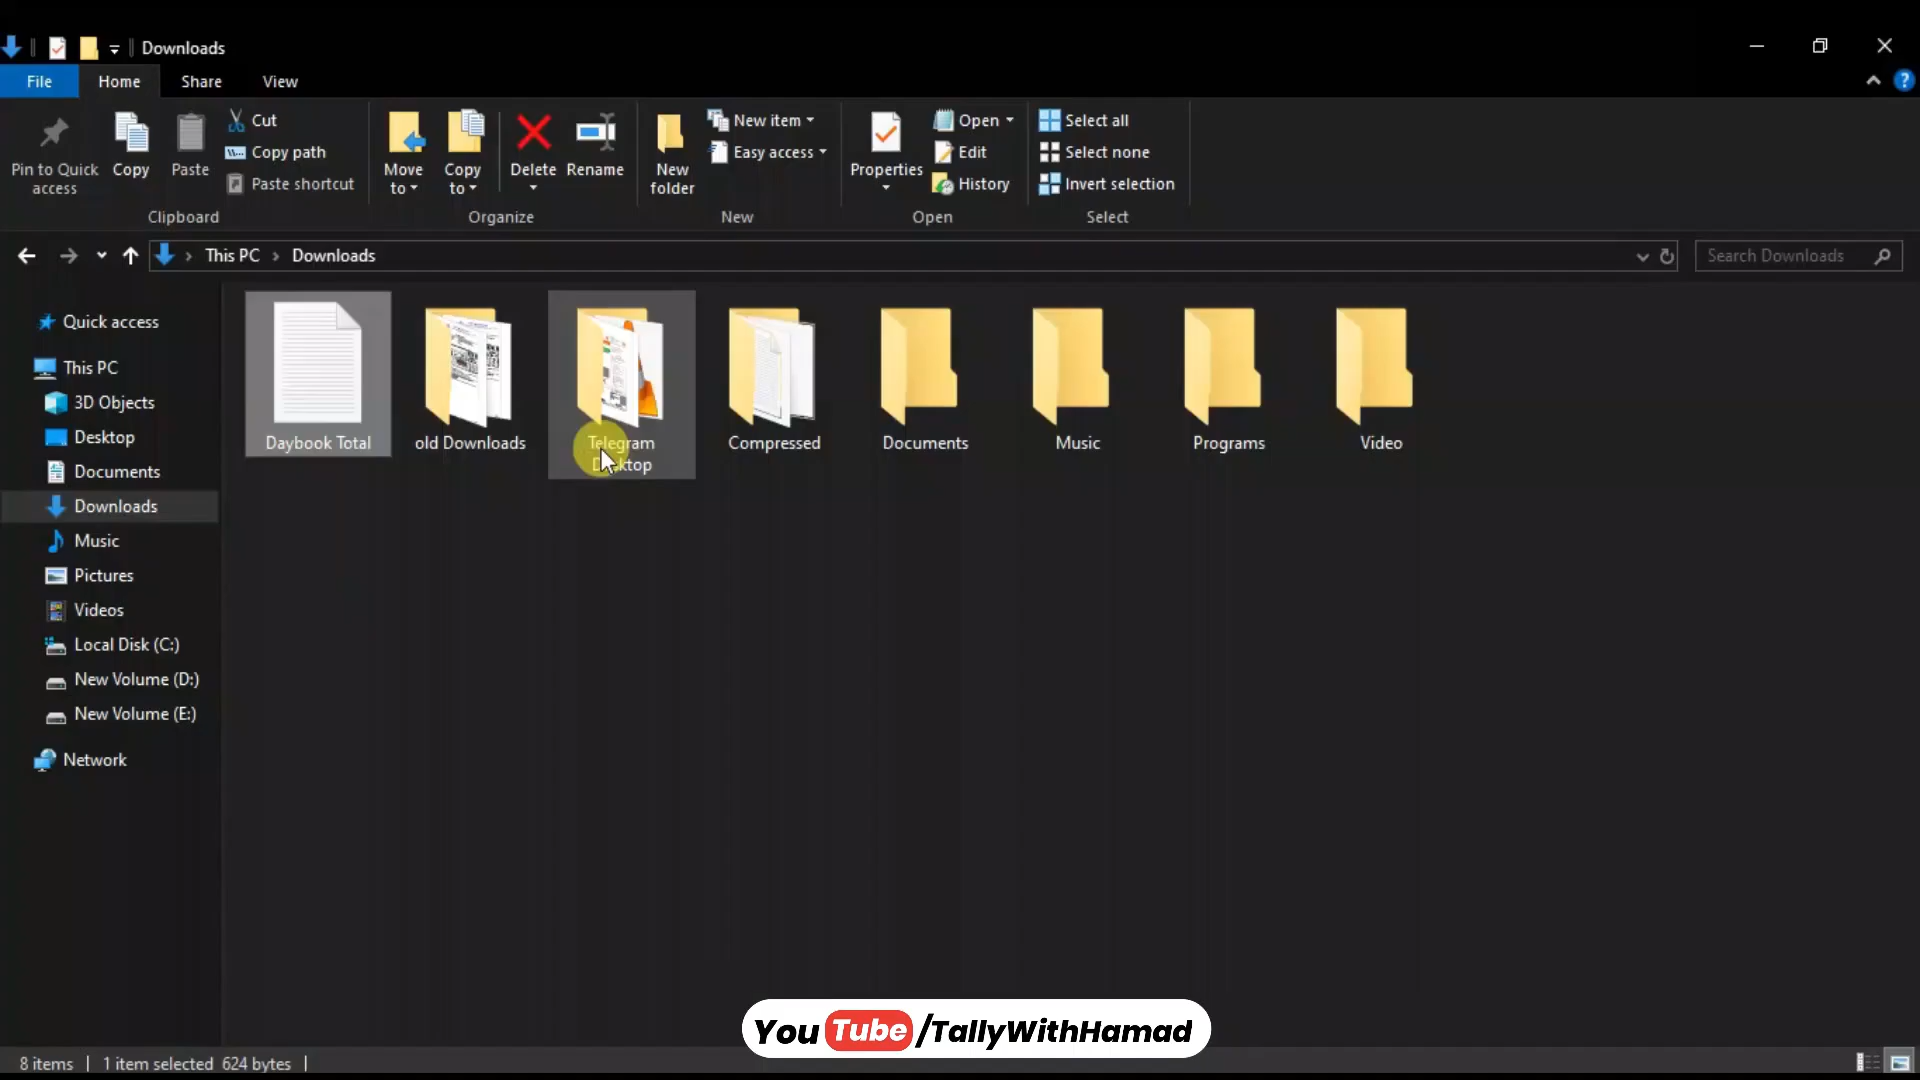 Downloads
File Home Share View
Pin to Quick access
Copy
Paste
Cut
Copy path
Paste shortcut
Clipboard
Move to
Copy to
Delete
Rename
Organize
New folder
New item
Easy access
New
Properties
Open
Edit
History
Open
Select all
Select none
Invert selection
Select
This PC Downloads
Search Downloads
Quick access
This PC
3D Objects
Desktop
Documents
Downloads
Music
Pictures
Videos
Local Disk (C:)
New Volume (D:)
New Volume (E:)
Network
Daybook Total
old Downloads
Telegram
Desktop
Compressed
Documents
Music
Programs
Video
YouTube/TallyWithHamad
8 items 1 item selected 624 bytes